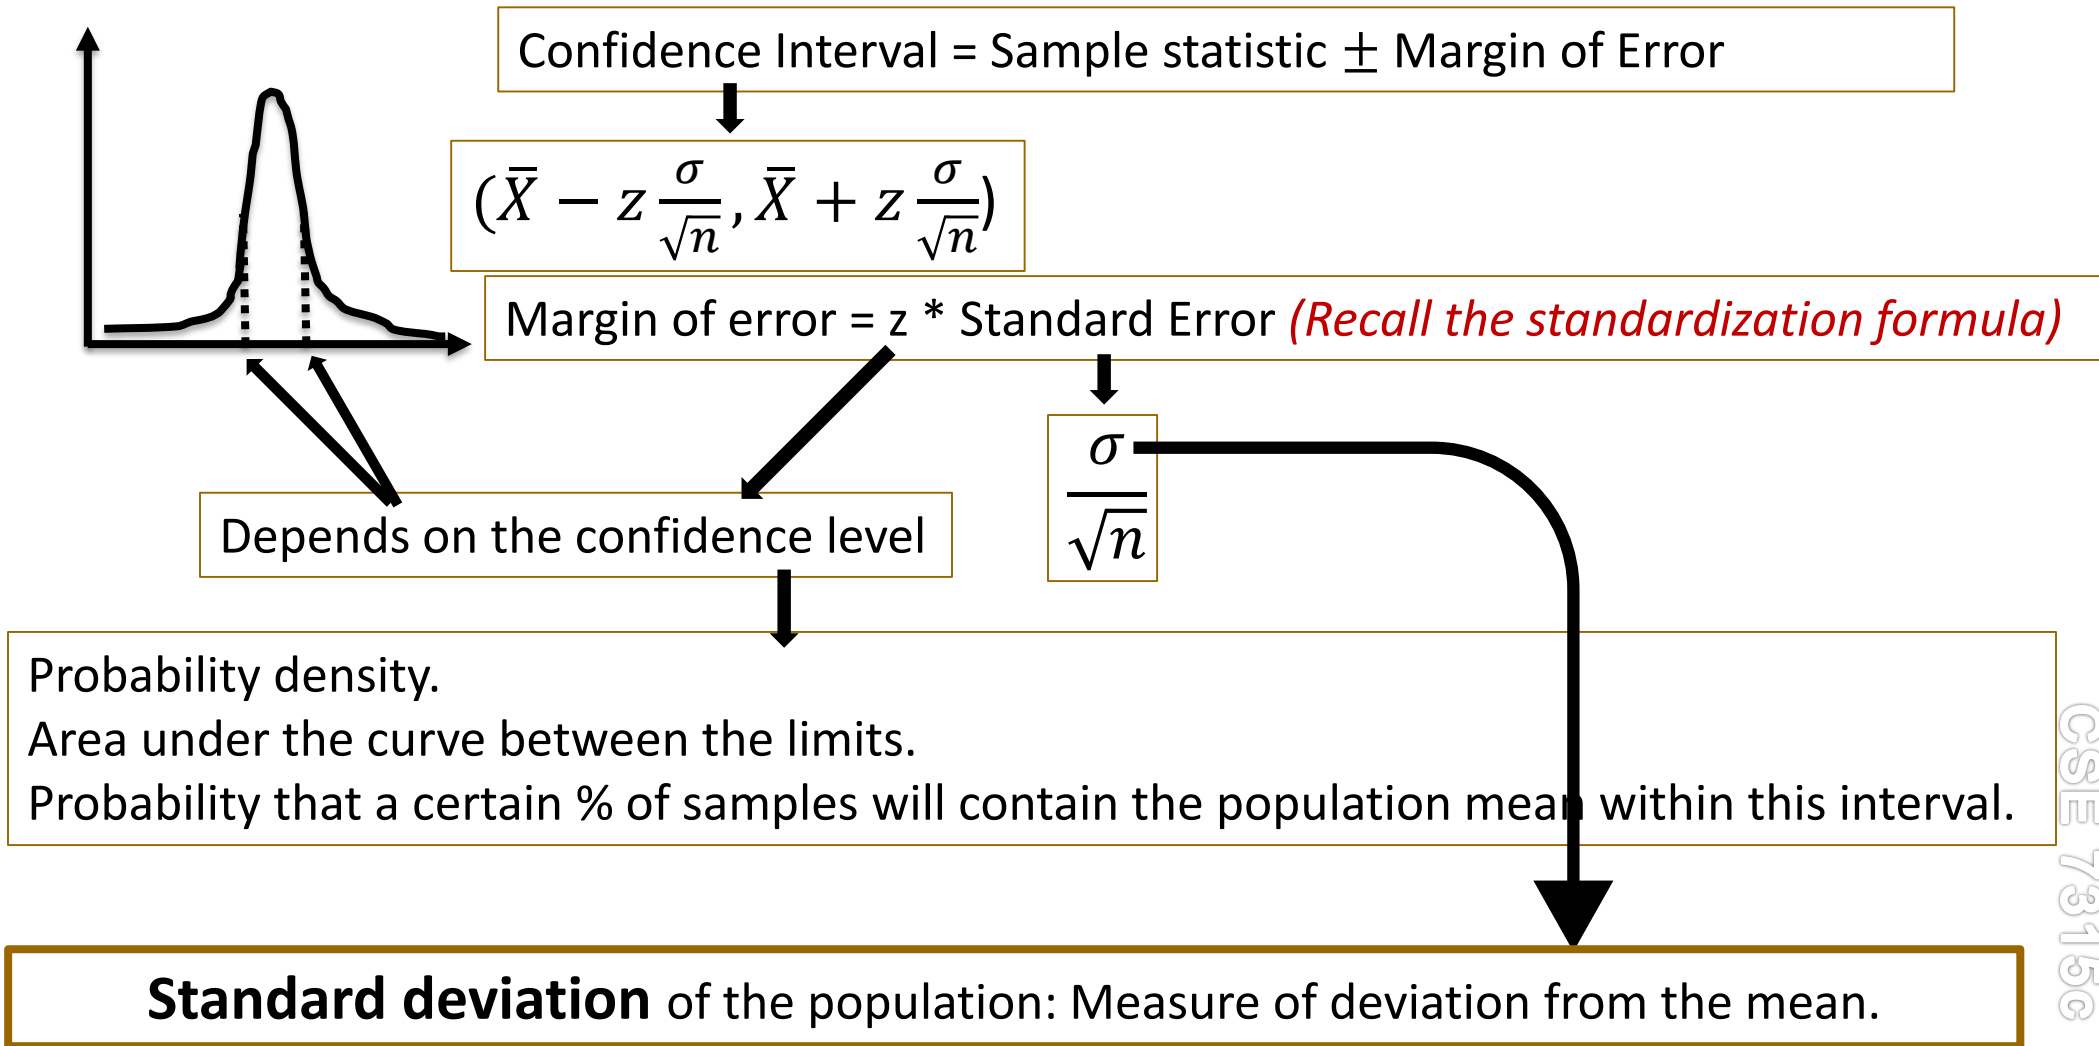 Confidence Interval = Sample statistic ± Margin of Error
(X̄ − z σ/√n, X̄ + z σ/√n)
Margin of error = z * Standard Error (Recall the standardization formula)
σ/√n
Depends on the confidence level
Probability density.
Area under the curve between the limits.
Probability that a certain % of samples will contain the population mean within this interval.
Standard deviation of the population: Measure of deviation from the mean.
CSE 7315c